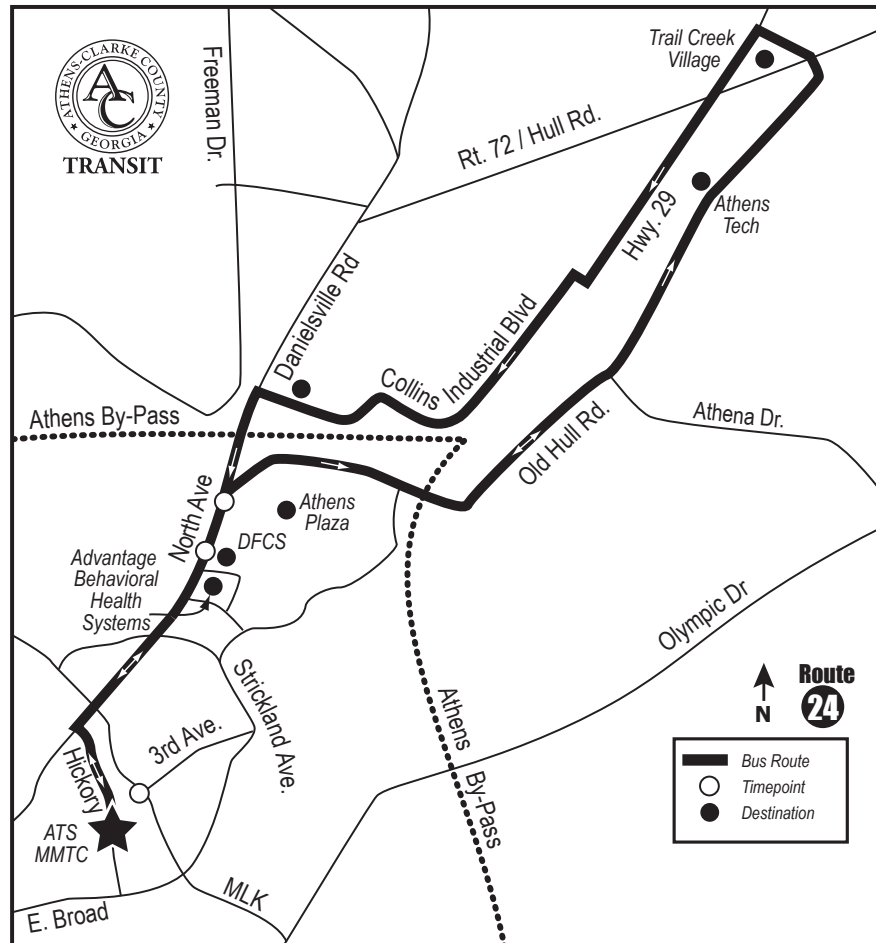 ATHENS-CLARKE COUNTY
AC
GEORGIA
TRANSIT
Freeman Dr.
Trail Creek
Village
Rt. 72 / Hull Rd.
Hwy. 29
Athens
Tech
Danielsville Rd
Collins Industrial Blvd
Athens By-Pass
Old Hull Rd.
Athena Dr.
North Ave
Athens
Plaza
DFCS
Advantage
Behavioral
Health
Systems
Olympic Dr
Strickland Ave.
Athens By-Pass
3rd Ave.
Hickory
ATS
MMTC
E. Broad
MLK
N
Route
24
Bus Route
Timepoint
Destination